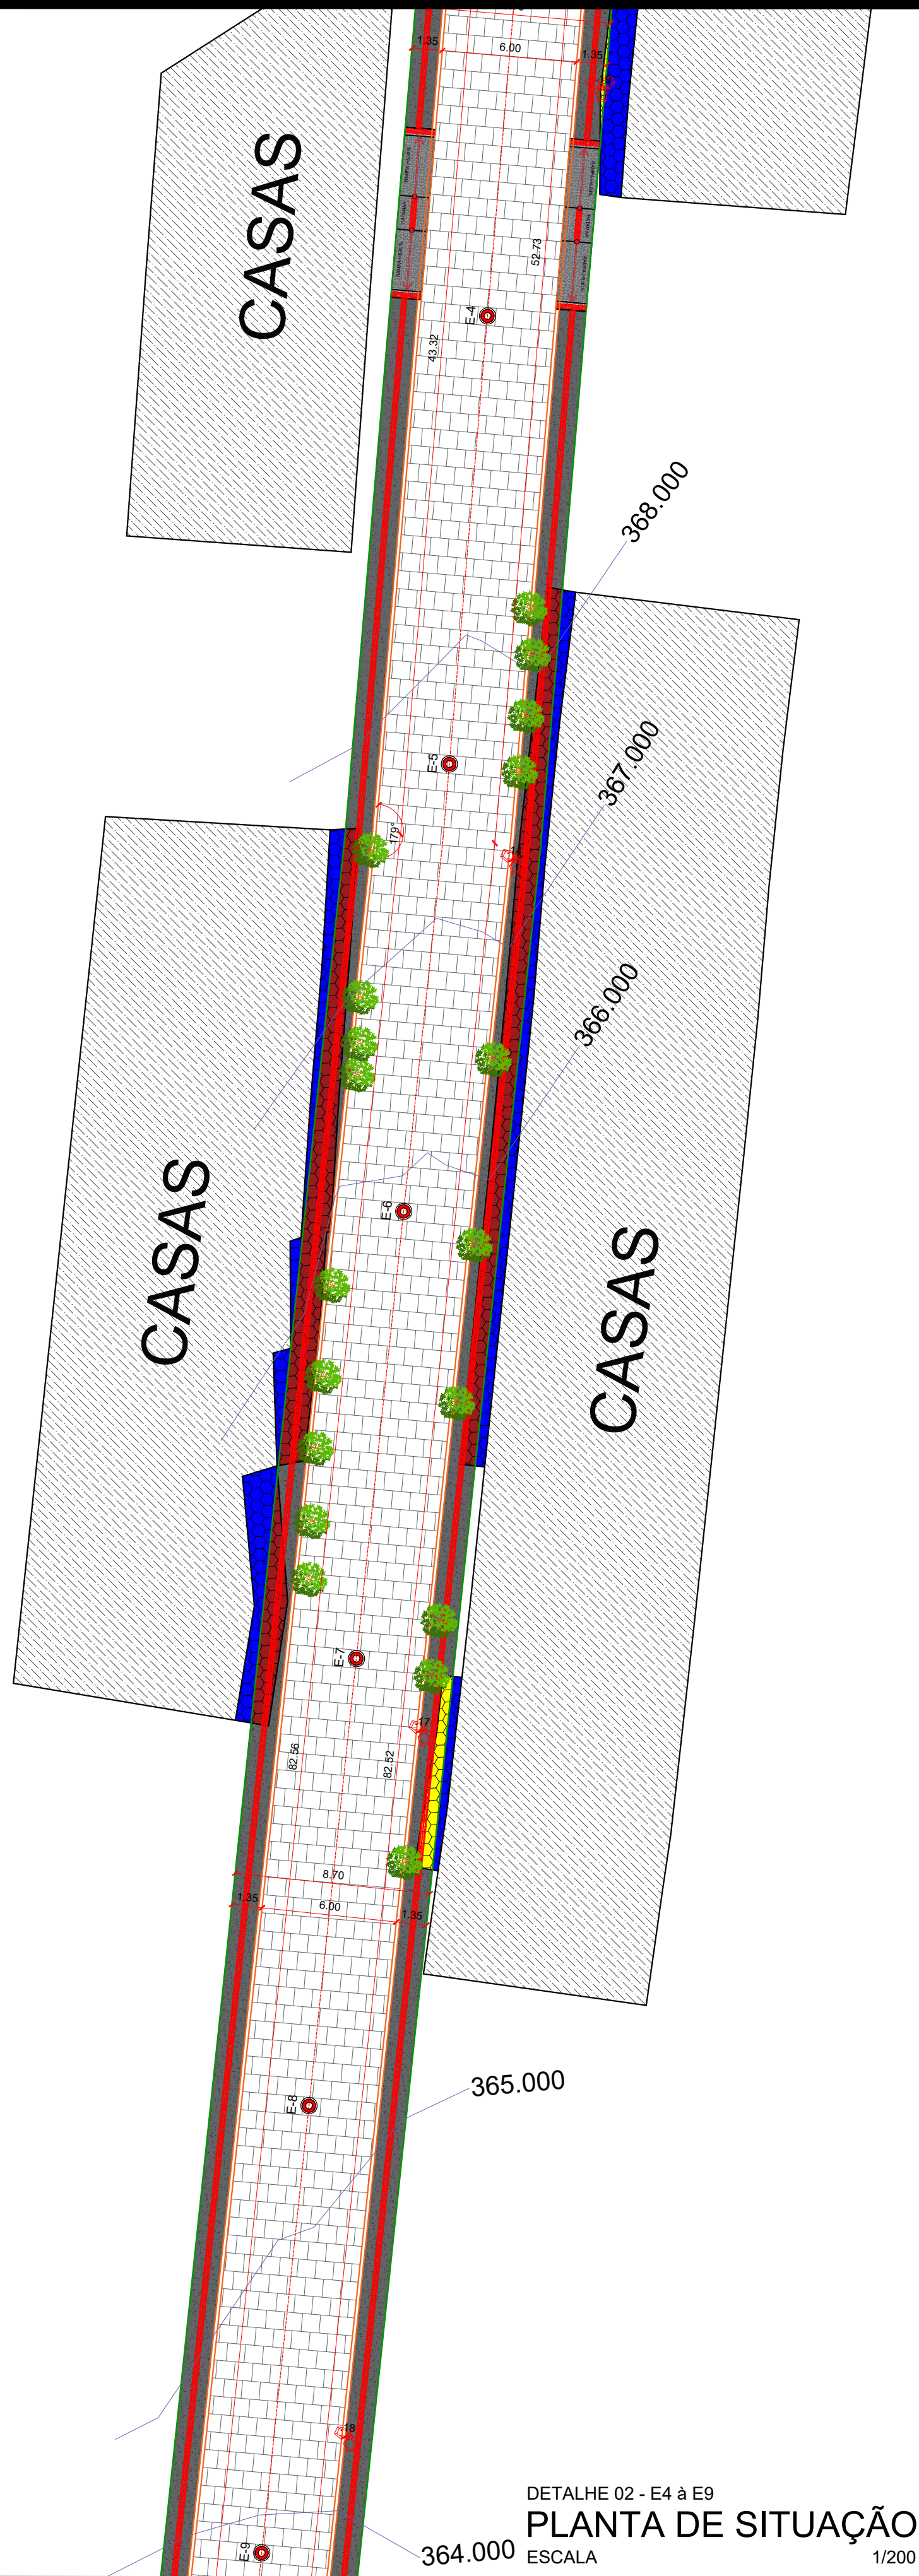 1.35
6.00
1.35
CASAS
52.73
E-4
43.32
368.000
367.000
E-5
179°
366.000
E-6
CASAS
CASAS
E-7
17
82.56
82.52
8.70
1.35
6.00
1.35
365.000
E-8
18
DETALHE 02 - E4 à E9
PLANTA DE SITUAÇÃO
ESCALA 1/200
364.000
E-9